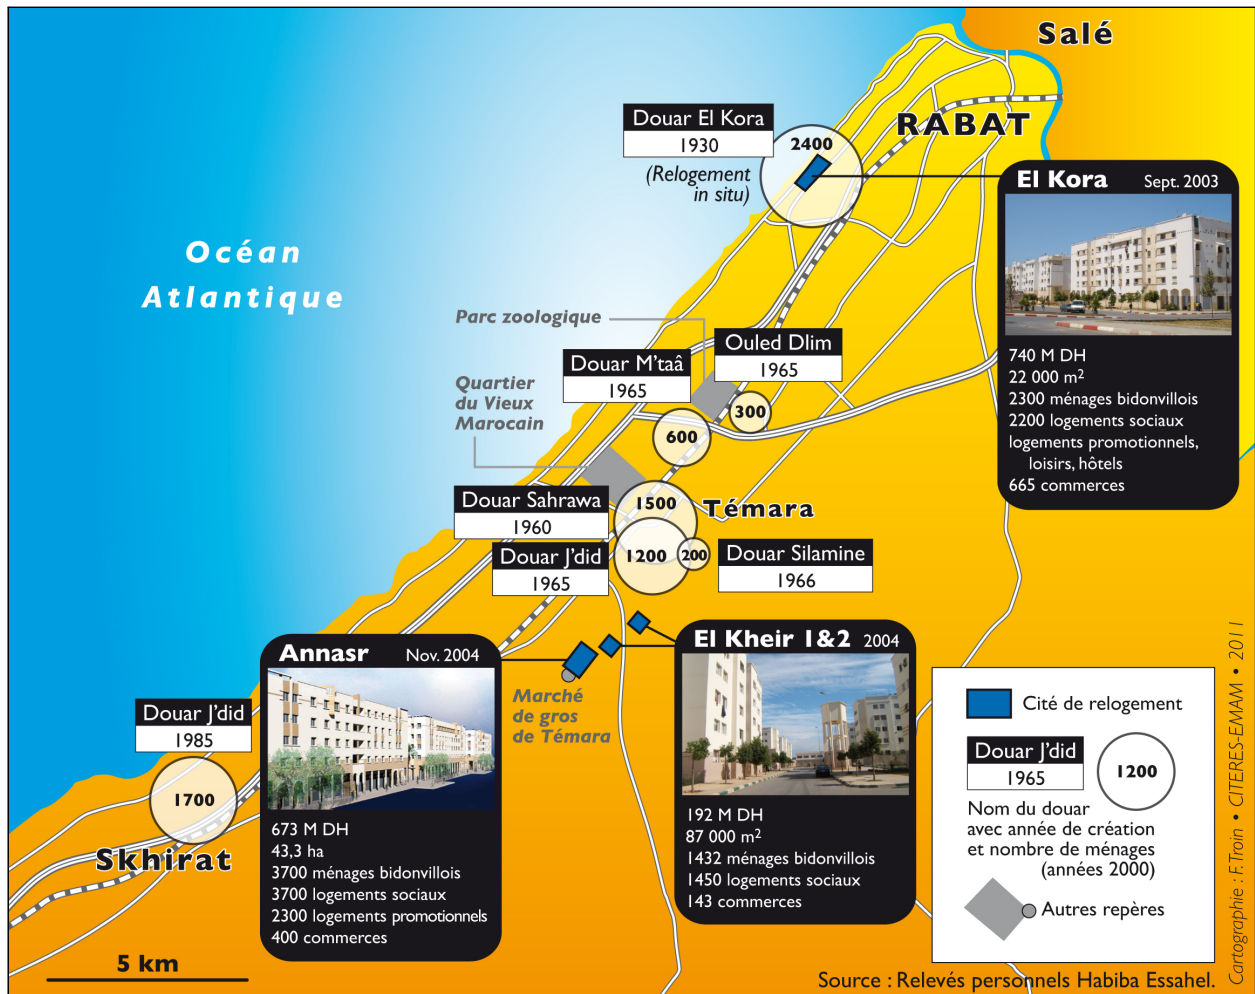 Salé
RABAT
Douar El Kora
1930
(Relogement
in situ)
2400
El Kora Sept. 2003
740 M DH
22 000 m²
2300 ménages bidonvillois
2200 logements sociaux
logements promotionnels,
loisirs, hôtels
665 commerces
Océan
Atlantique
Parc zoologique
Ouled Dlim
1965
Douar M'taâ
1965
Quartier
du Vieux
Marocain
300
600
Douar Sahrawa
1960
1500
Témara
Douar J'did
1965
1200
200
Douar Silamine
1966
Annasr Nov. 2004
673 M DH
43,3 ha
3700 ménages bidonvillois
3700 logements sociaux
2300 logements promotionnels
400 commerces
Marché
de gros
de Témara
El Kheir 1&2 2004
192 M DH
87 000 m²
1432 ménages bidonvillois
1450 logements sociaux
143 commerces
Douar J'did
1985
1700
Skhirat
5 km
Cité de relogement
Douar J'did
1965
1200
Nom du douar
avec année de création
et nombre de ménages
(années 2000)
Autres repères
Source : Relevés personnels Habiba Essahel.
Cartographie : F. Troin • CITERES-EMAM • 2011